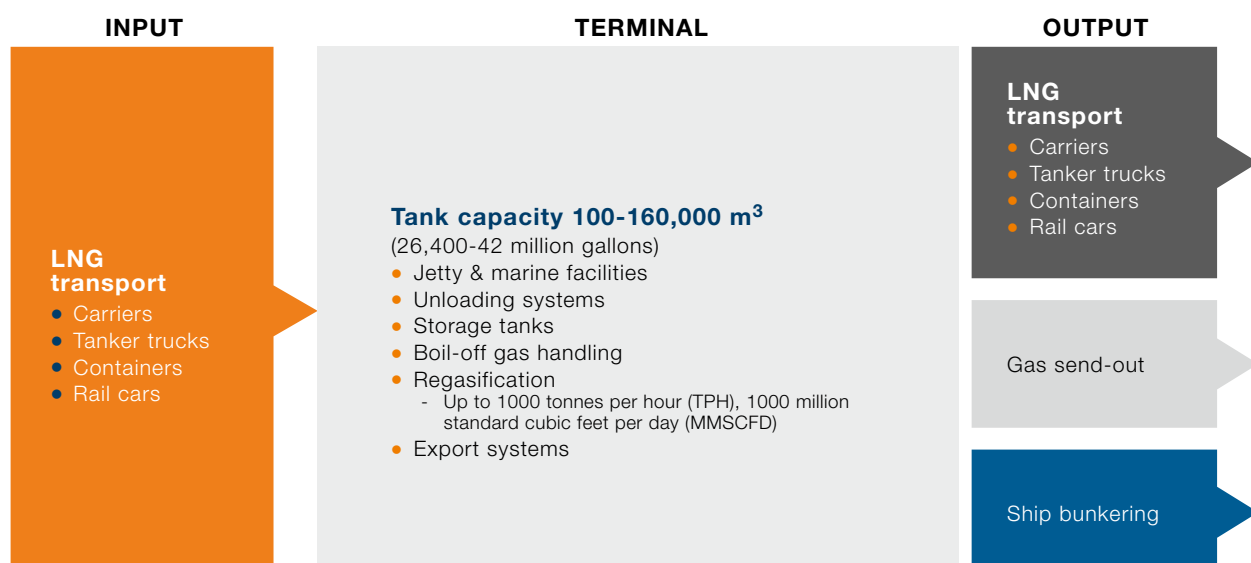 INPUT
LNG
transport
• Carriers
• Tanker trucks
• Containers
• Rail cars
TERMINAL
Tank capacity 100-160,000 m³
(26,400-42 million gallons)
• Jetty & marine facilities
• Unloading systems
• Storage tanks
• Boil-off gas handling
• Regasification
- Up to 1000 tonnes per hour (TPH), 1000 million
standard cubic feet per day (MMSCFD)
• Export systems
OUTPUT
LNG
transport
• Carriers
• Tanker trucks
• Containers
• Rail cars
Gas send-out
Ship bunkering